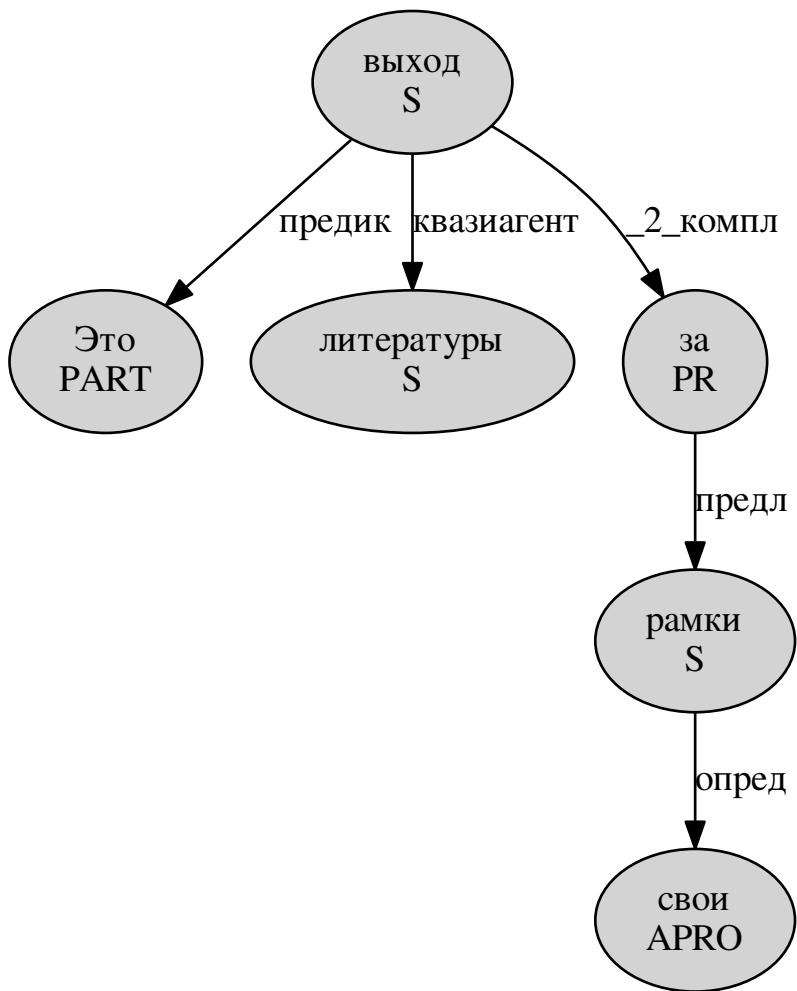 выход
S
предик
квазиагент
_2_компл
Это
PART
литературы
S
за
PR
предл
рамки
S
опред
свои
APRO